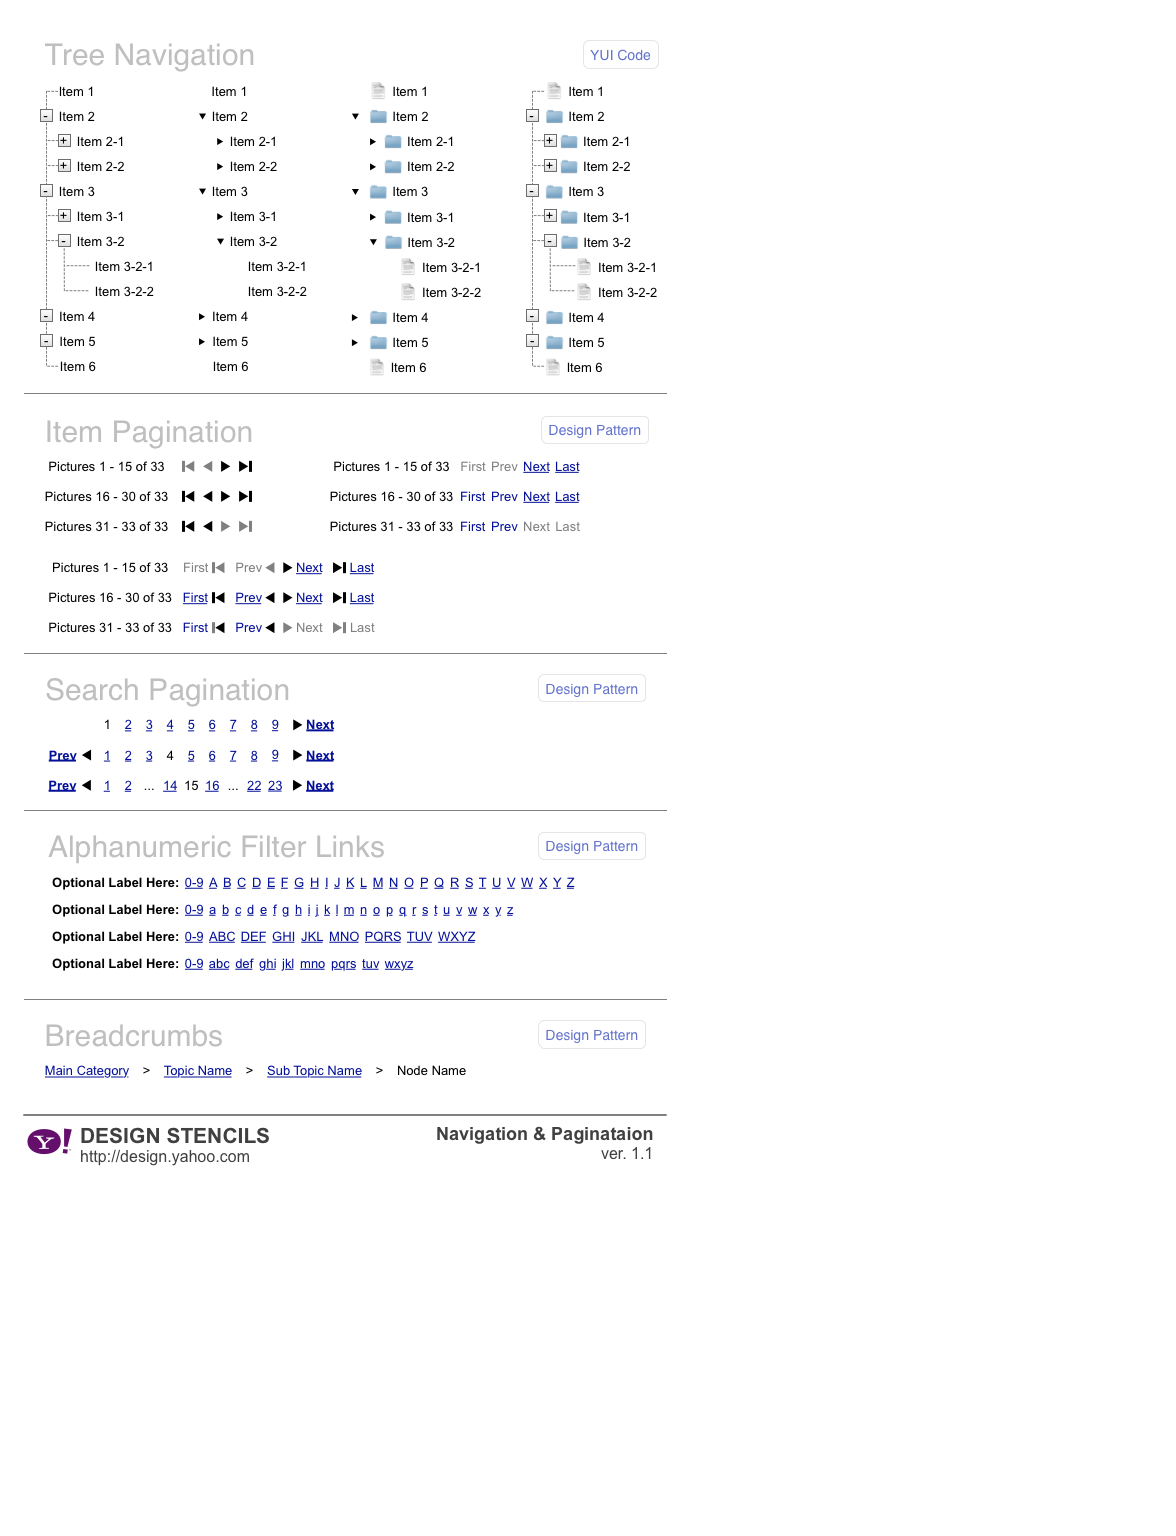 Tree Navigation YUI Code
Item 1 Item 1 Item 1 Item 1
- Item 2 Item 2 Item 2 - Item 2
+ Item 2-1 Item 2-1 Item 2-1 + Item 2-1
+ Item 2-2 Item 2-2 Item 2-2 + Item 2-2
- Item 3 Item 3 Item 3 - Item 3
+ Item 3-1 Item 3-1 Item 3-1 + Item 3-1
- Item 3-2 Item 3-2 Item 3-2 - Item 3-2
Item 3-2-1 Item 3-2-1 Item 3-2-1 Item 3-2-1
Item 3-2-2 Item 3-2-2 Item 3-2-2 Item 3-2-2
- Item 4 Item 4 Item 4 - Item 4
- Item 5 Item 5 Item 5 - Item 5
Item 6 Item 6 Item 6 Item 6
Item Pagination Design Pattern
Pictures 1 - 15 of 33 Pictures 1 - 15 of 33 First Prev Next Last
Pictures 16 - 30 of 33 Pictures 16 - 30 of 33 First Prev Next Last
Pictures 31 - 33 of 33 Pictures 31 - 33 of 33 First Prev Next Last
Pictures 1 - 15 of 33 First Prev Next Last
Pictures 16 - 30 of 33 First Prev Next Last
Pictures 31 - 33 of 33 First Prev Next Last
Search Pagination Design Pattern
1 2 3 4 5 6 7 8 9 Next
Prev 1 2 3 4 5 6 7 8 9 Next
Prev 1 2 ... 14 15 16 ... 22 23 Next
Alphanumeric Filter Links Design Pattern
Optional Label Here: 0-9 A B C D E F G H I J K L M N O P Q R S T U V W X Y Z
Optional Label Here: 0-9 a b c d e f g h i j k l m n o p q r s t u v w x y z
Optional Label Here: 0-9 ABC DEF GHI JKL MNO PQRS TUV WXYZ
Optional Label Here: 0-9 abc def ghi jkl mno pqrs tuv wxyz
Breadcrumbs Design Pattern
Main Category > Topic Name > Sub Topic Name > Node Name
Y! DESIGN STENCILS Navigation & Paginataion
http://design.yahoo.com ver. 1.1